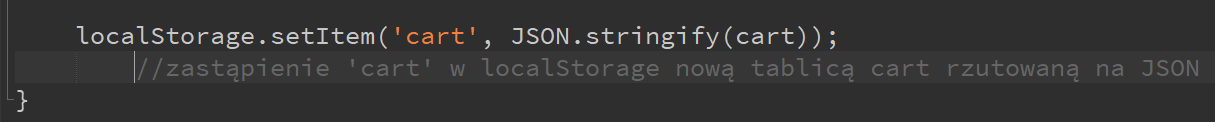 localStorage.setItem('cart', JSON.stringify(cart));
//zastąpienie 'cart' w localStorage nową tablicą cart rzutowaną na JSON
}